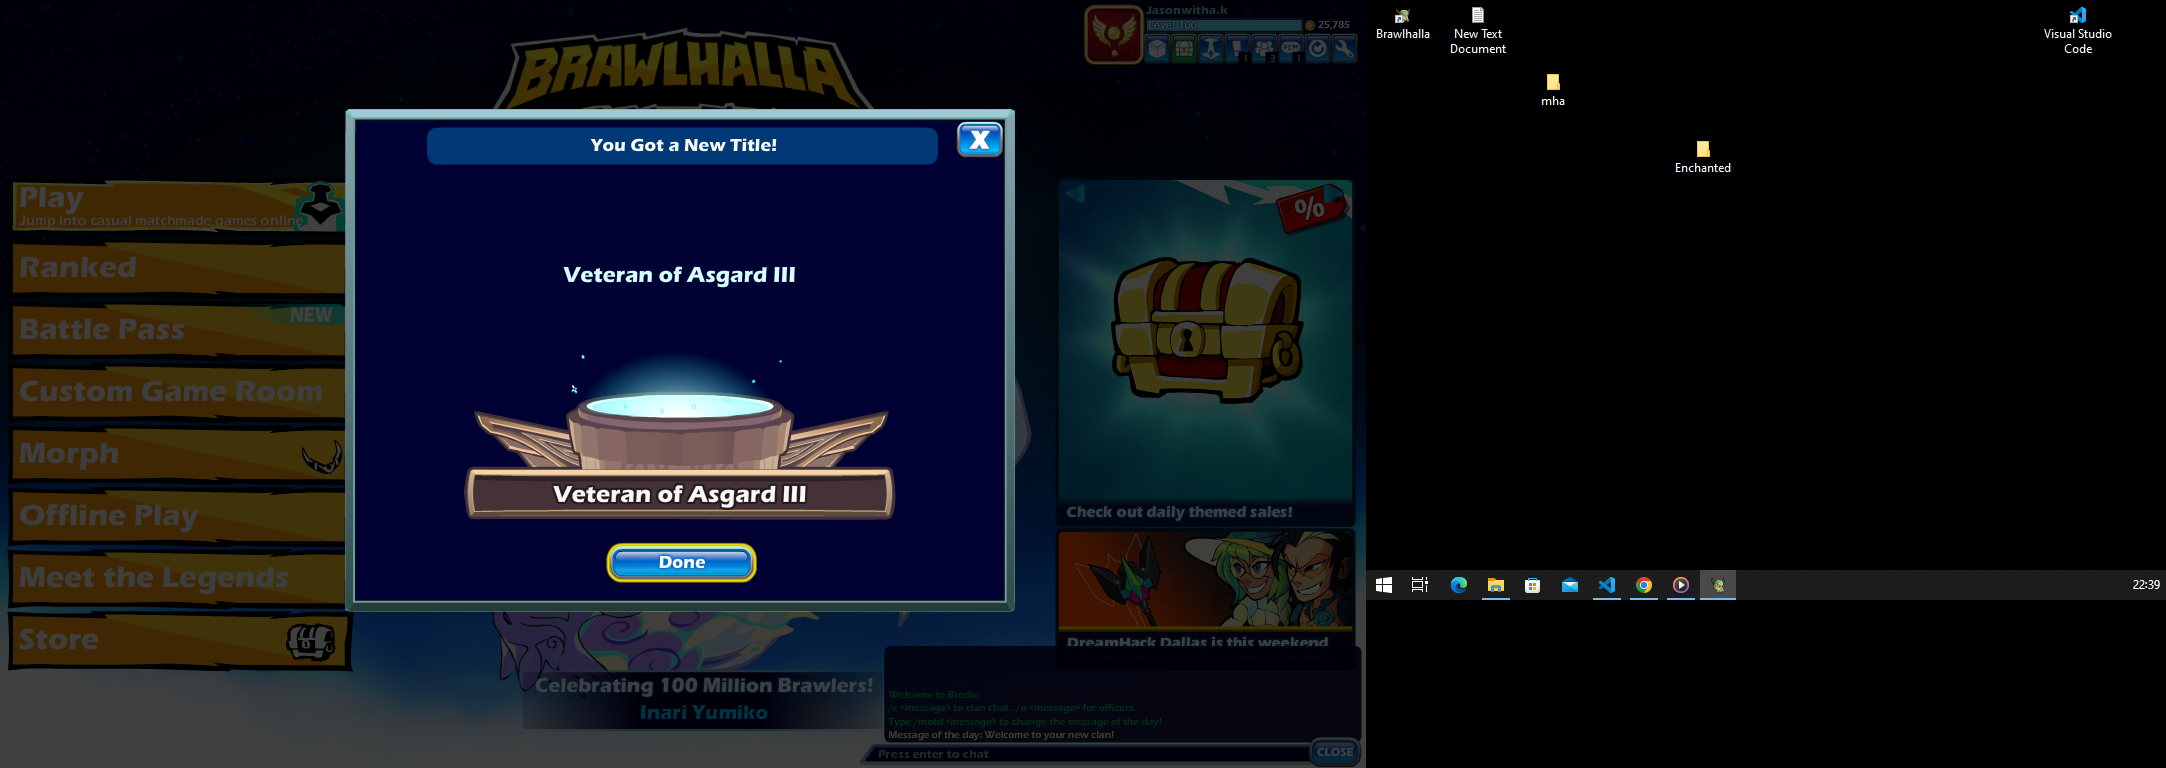 BRAWLHALLA
Jasonwitha.k
Level 100
25,785
1
3
1
You Got a New Title!
X
Veteran of Asgard III
Veteran of Asgard III
Done
Play
Jump into casual matchmade games online
Ranked
Battle Pass
NEW
Custom Game Room
Morph
Offline Play
Meet the Legends
Store
%
Check out daily themed sales!
DreamHack Dallas is this weekend
Celebrating 100 Million Brawlers!
Inari Yumiko
Welcome to Brodie.
/c <message> to clan chat . /o <message> for officers.
Type /motd <message> to change the message of the day!
Message of the day: Welcome to your new clan!
Press enter to chat
CLOSE
Brawlhalla
New Text
Document
mha
Enchanted
Visual Studio
Code
22:39